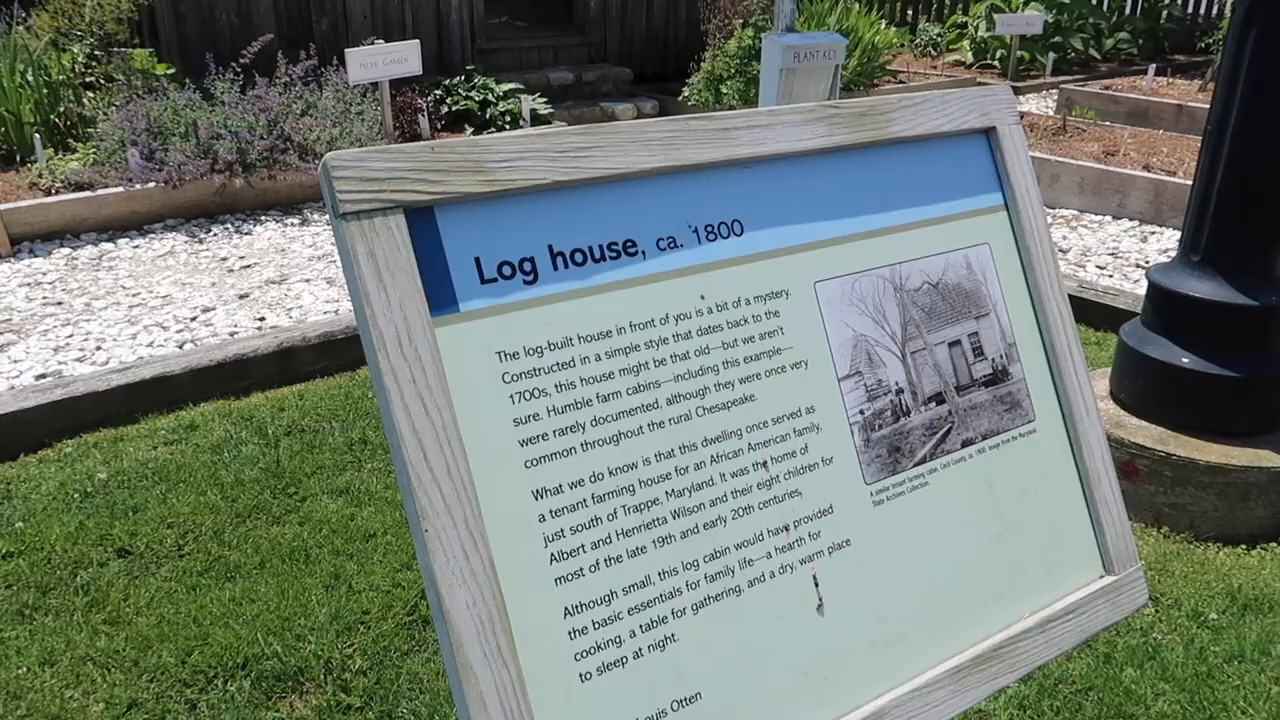 HERB GARDEN
PLANT KEY
Log house, ca. 1800
The log-built house in front of you is a bit of a mystery.
Constructed in a simple style that dates back to the
1700s, this house might be that old—but we aren't
sure. Humble farm cabins—including this example—
were rarely documented, although they were once very
common throughout the rural Chesapeake.
What we do know is that this dwelling once served as
a tenant farming house for an African American family,
just south of Trappe, Maryland. It was the home of
Albert and Henrietta Wilson and their eight children for
most of the late 19th and early 20th centuries.
Although small, this log cabin would have provided
the basic essentials for family life—a hearth for
cooking, a table for gathering, and a dry, warm place
to sleep at night.
A similar tenant farming cabin, Cecil County, ca. 1900. Image from the Maryland
State Archives Collection.
Louis Otten